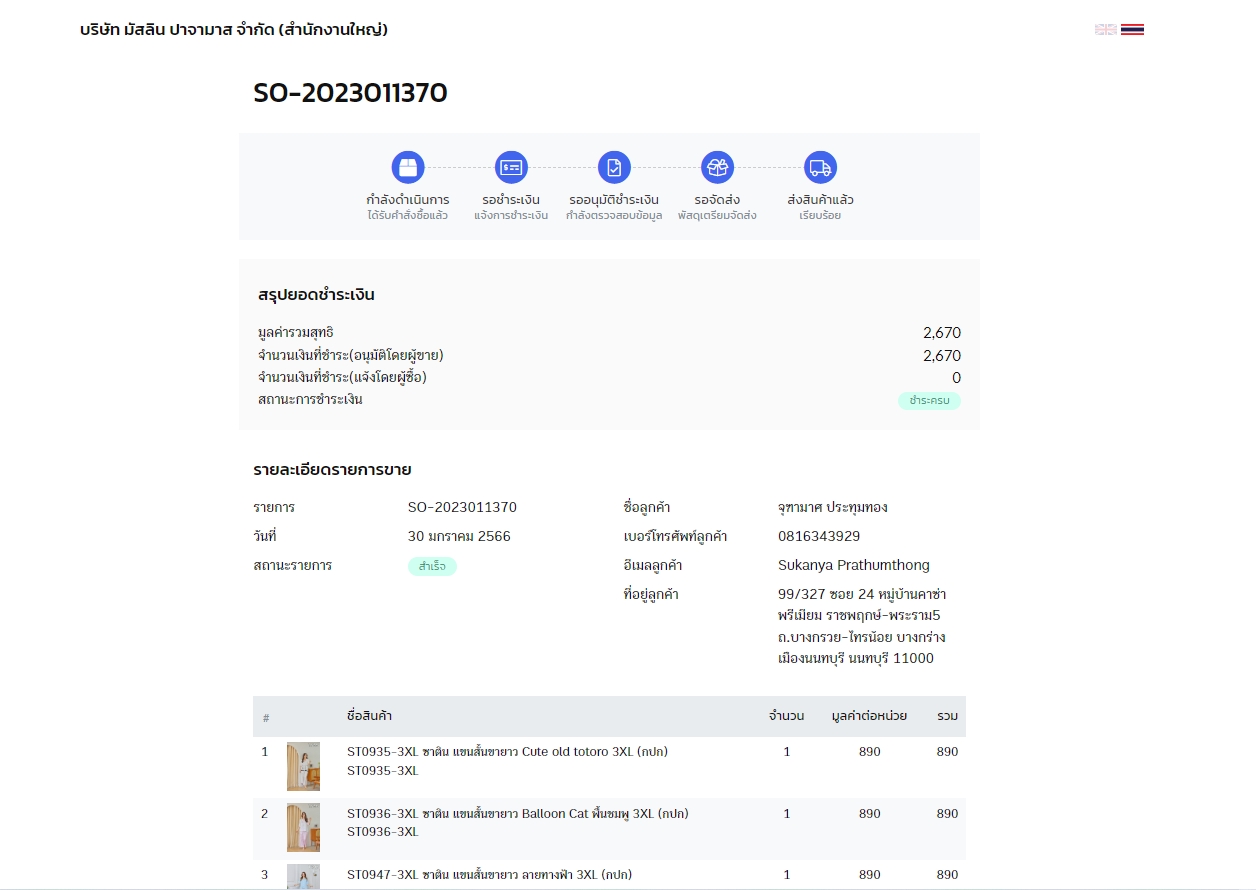 บริษัท มัสลิน ปาจามาส จำกัด (สำนักงานใหญ่)
SO-2023011370
กำลังดำเนินการ
ได้รับคำสั่งซื้อแล้ว
รอชำระเงิน
แจ้งการชำระเงิน
รออนุมัติชำระเงิน
กำลังตรวจสอบข้อมูล
รอจัดส่ง
พัสดุเตรียมจัดส่ง
ส่งสินค้าแล้ว
เรียบร้อย
สรุปยอดชำระเงิน
มูลค่ารวมสุทธิ 2,670
จำนวนเงินที่ชำระ(อนุมัติโดยผู้ขาย) 2,670
จำนวนเงินที่ชำระ(แจ้งโดยผู้ซื้อ) 0
สถานะการชำระเงิน ชำระครบ
รายละเอียดรายการขาย
รายการ SO-2023011370
วันที่ 30 มกราคม 2566
สถานะรายการ สำเร็จ
ชื่อลูกค้า จุฑามาศ ประทุมทอง
เบอร์โทรศัพท์ลูกค้า 0816343929
อีเมลลูกค้า Sukanya Prathumthong
ที่อยู่ลูกค้า 99/327 ซอย 24 หมู่บ้านคาซ่า
พรีเมียม ราชพฤกษ์-พระราม5
ถ.บางกรวย-ไทรน้อย บางกร่าง
เมืองนนทบุรี นนทบุรี 11000
# ชื่อสินค้า จำนวน มูลค่าต่อหน่วย รวม
1 ST0935-3XL ซาติน แขนสั้นขายาว Cute old totoro 3XL (กปก) 1 890 890
ST0935-3XL
2 ST0936-3XL ซาติน แขนสั้นขายาว Balloon Cat พื้นชมพู 3XL (กปก) 1 890 890
ST0936-3XL
3 ST0947-3XL ซาติน แขนสั้นขายาว ลายทางฟ้า 3XL (กปก) 1 890 890